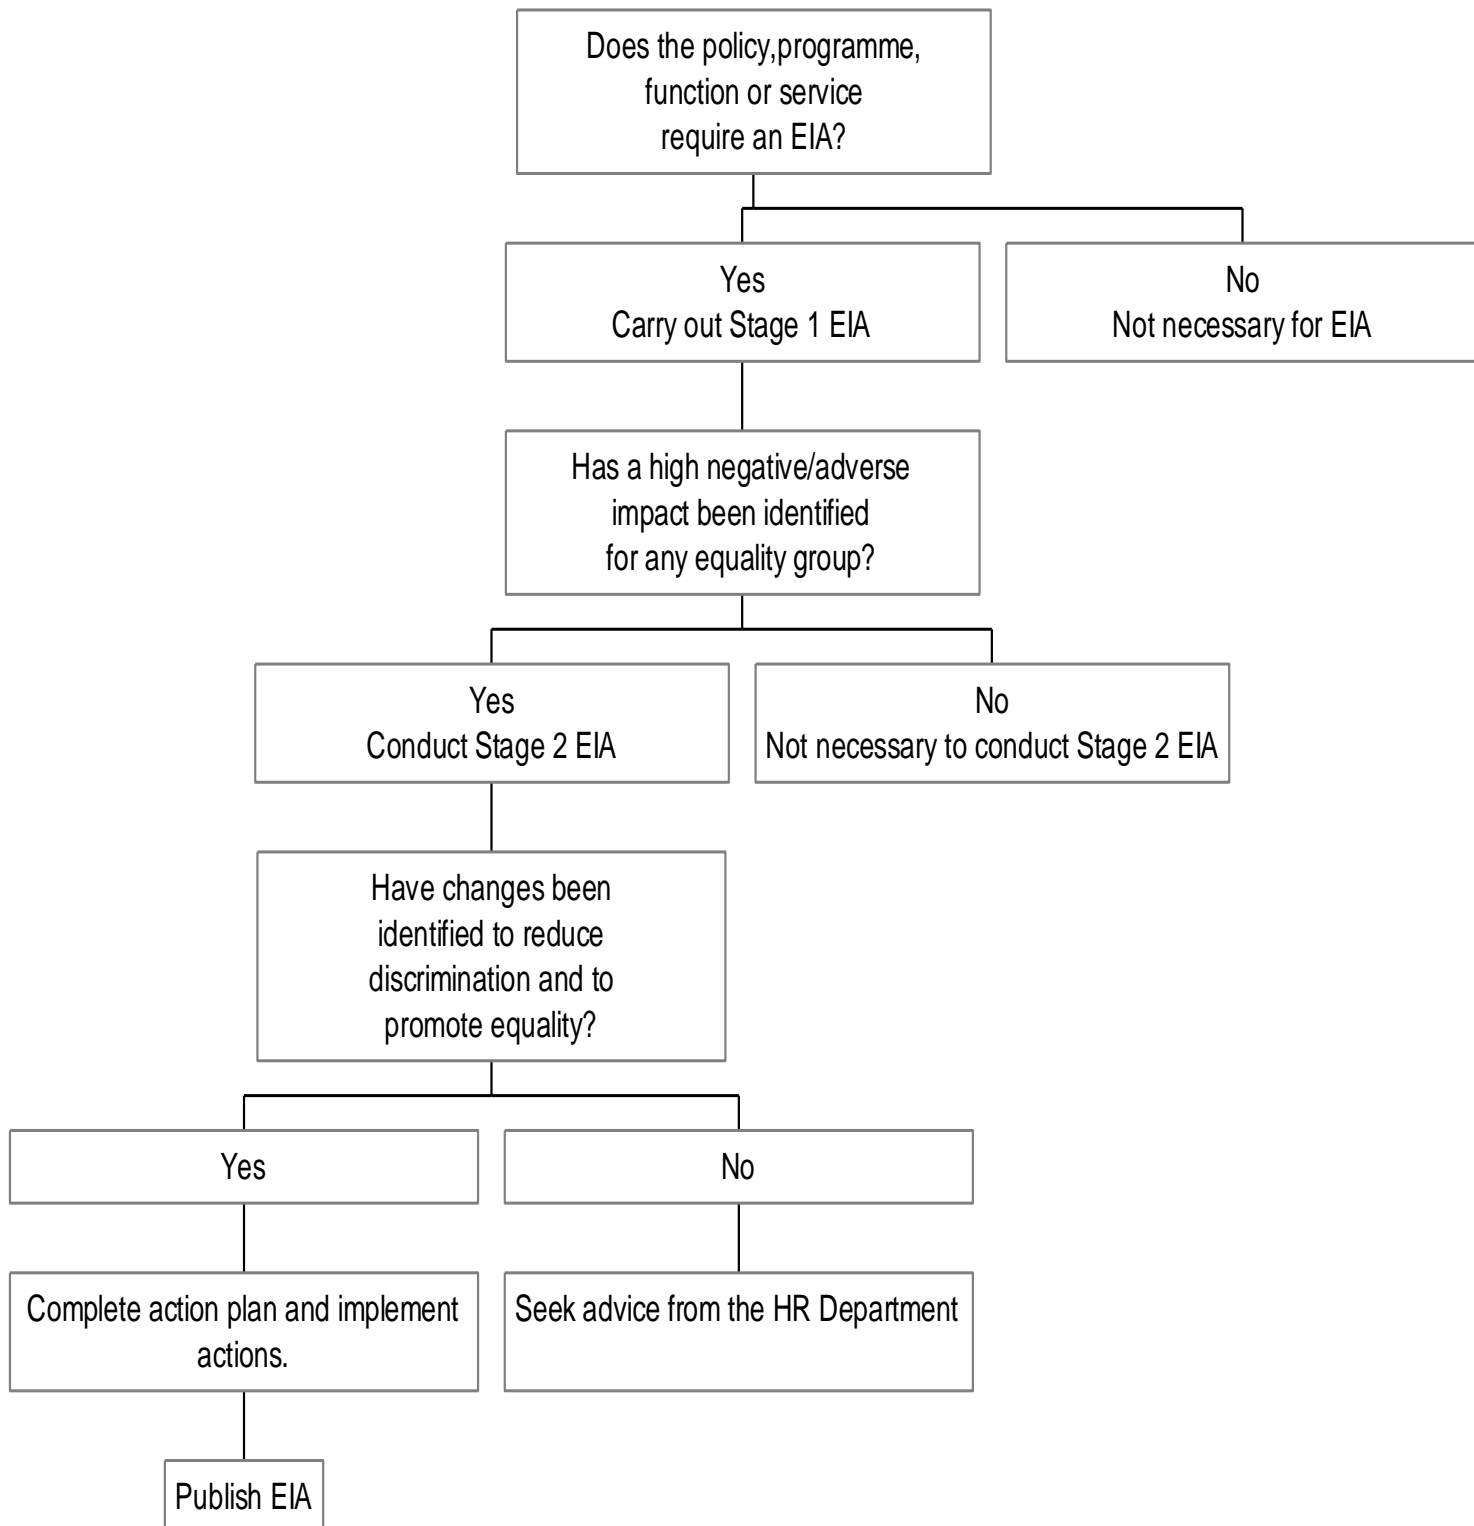 Does the policy,programme,
function or service
require an EIA?
Yes
Carry out Stage 1 EIA
No
Not necessary for EIA
Has a high negative/adverse
impact been identified
for any equality group?
Yes
Conduct Stage 2 EIA
No
Not necessary to conduct Stage 2 EIA
Have changes been
identified to reduce
discrimination and to
promote equality?
Yes
No
Complete action plan and implement
actions.
Seek advice from the HR Department
Publish EIA